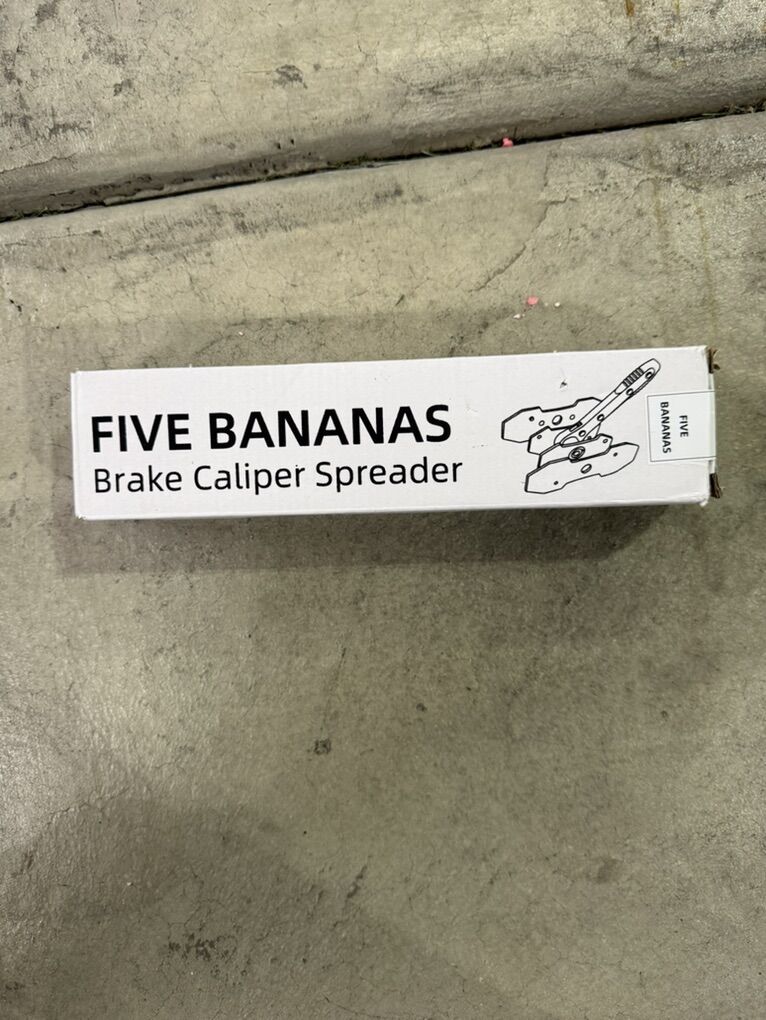 FIVE BANANAS
Brake Caliper Spreader
FIVE
BANANAS